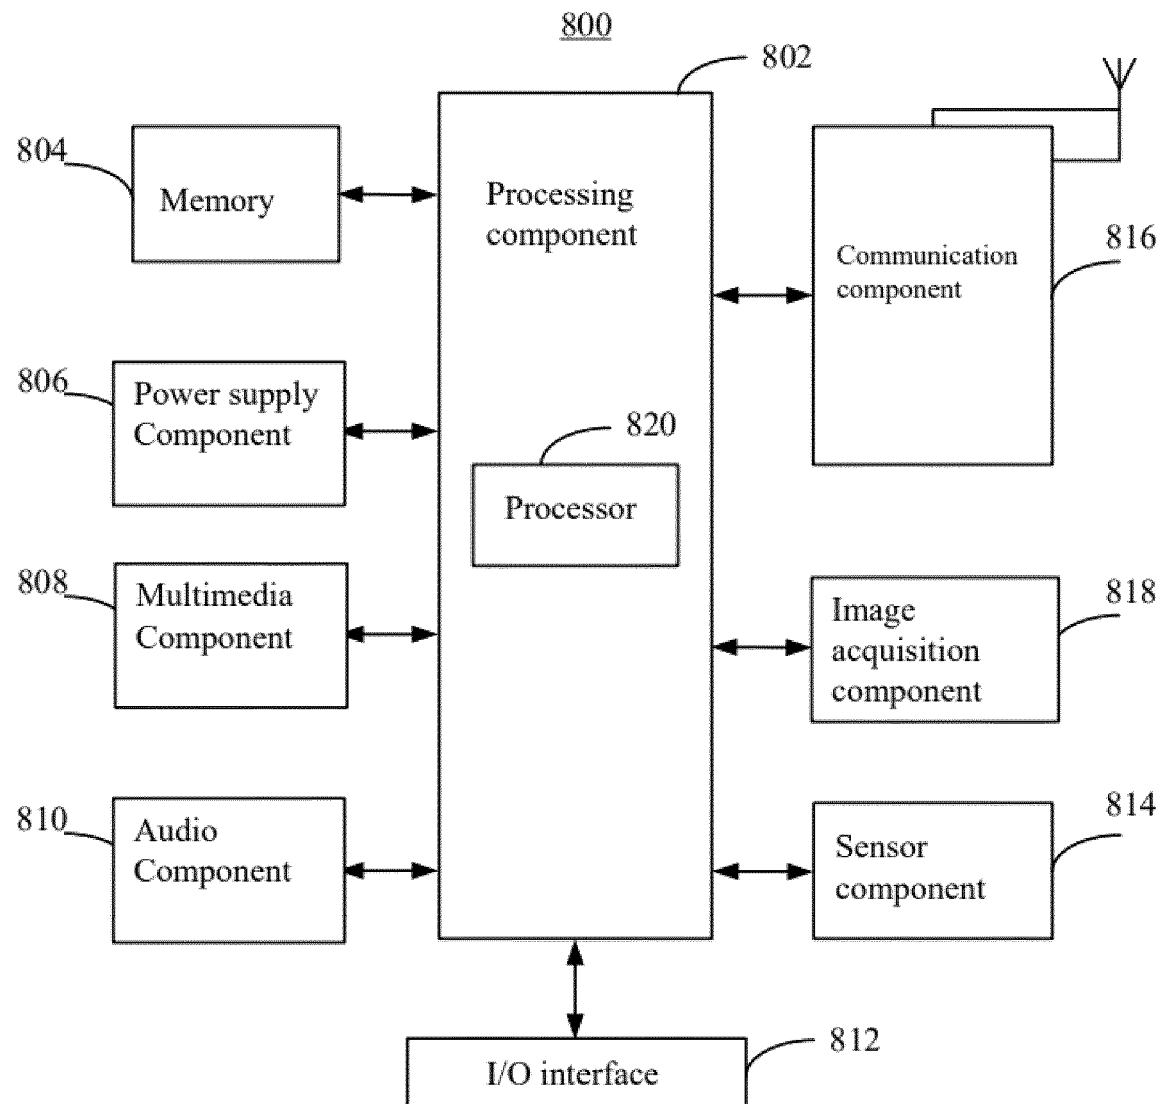 800
802
804
Memory
Processing
component
816
Communication
component
806
Power supply
Component
820
Processor
808
Multimedia
Component
818
Image
acquisition
component
810
Audio
Component
814
Sensor
component
812
I/O interface